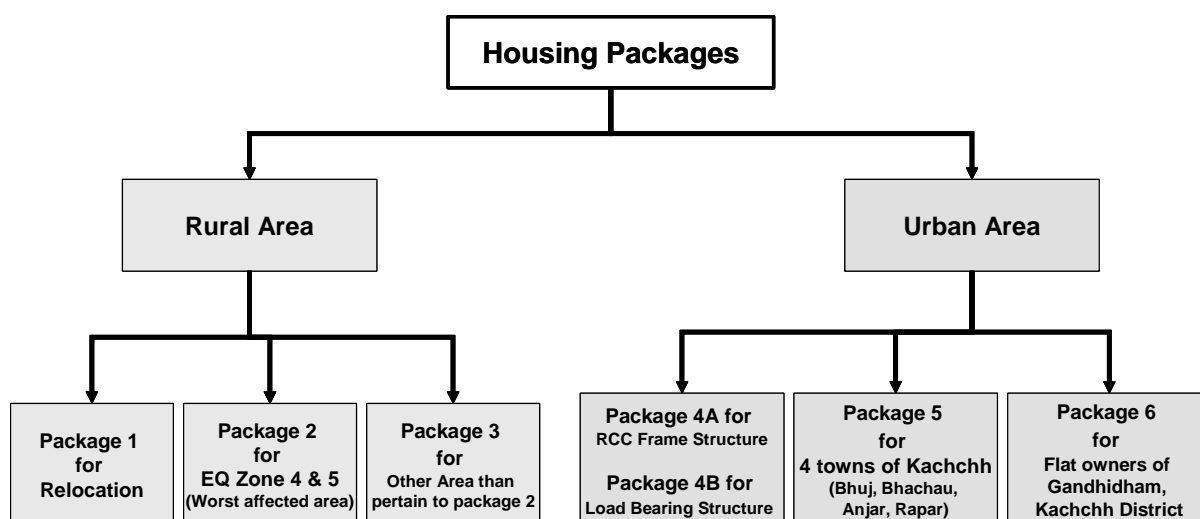 Housing Packages
Rural Area
Urban Area
Package 1
for
Relocation
Package 2
for
EQ Zone 4 & 5
(Worst affected area)
Package 3
for
Other Area than
pertain to package 2
Package 4A for
RCC Frame Structure
Package 4B for
Load Bearing Structure
Package 5
for
4 towns of Kachchh
(Bhuj, Bhachau,
Anjar, Rapar)
Package 6
for
Flat owners of
Gandhidham,
Kachchh District